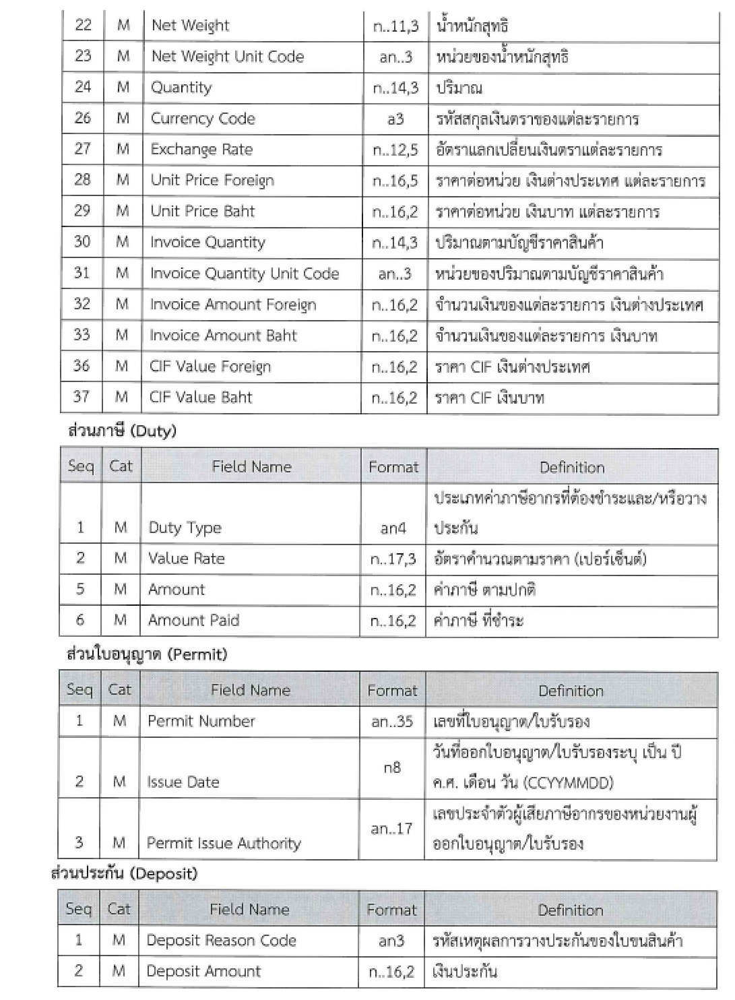 22 M Net Weight n..11,3 น้ำหนักสุทธิ
23 M Net Weight Unit Code an..3 หน่วยของน้ำหนักสุทธิ
24 M Quantity n..14,3 ปริมาณ
26 M Currency Code a3 รหัสสกุลเงินตราของแต่ละรายการ
27 M Exchange Rate n..12,5 อัตราแลกเปลี่ยนเงินตราแต่ละรายการ
28 M Unit Price Foreign n..16,5 ราคาต่อหน่วย เงินต่างประเทศ แต่ละรายการ
29 M Unit Price Baht n..16,2 ราคาต่อหน่วย เงินบาท แต่ละรายการ
30 M Invoice Quantity n..14,3 ปริมาณตามบัญชีราคาสินค้า
31 M Invoice Quantity Unit Code an..3 หน่วยของปริมาณตามบัญชีราคาสินค้า
32 M Invoice Amount Foreign n..16,2 จำนวนเงินของแต่ละรายการ เงินต่างประเทศ
33 M Invoice Amount Baht n..16,2 จำนวนเงินของแต่ละรายการ เงินบาท
36 M CIF Value Foreign n..16,2 ราคา CIF เงินต่างประเทศ
37 M CIF Value Baht n..16,2 ราคา CIF เงินบาท
ส่วนภาษี (Duty)
Seq Cat Field Name Format Definition
ประเภทค่าภาษีอากรที่ต้องชำระและ/หรือวาง
1 M Duty Type an4 ประกัน
2 M Value Rate n..17,3 อัตราคำนวณตามราคา (เปอร์เซ็นต์)
5 M Amount n..16,2 ค่าภาษี ตามปกติ
6 M Amount Paid n..16,2 ค่าภาษี ที่ชำระ
ส่วนใบอนุญาต (Permit)
Seq Cat Field Name Format Definition
1 M Permit Number an..35 เลขที่ใบอนุญาต/ใบรับรอง
n8 วันที่ออกใบอนุญาต/ใบรับรองระบุ เป็น ปี
2 M Issue Date ค.ศ. เดือน วัน (CCYYMMDD)
an..17 เลขประจำตัวผู้เสียภาษีอากรของหน่วยงานผู้
3 M Permit Issue Authority ออกใบอนุญาต/ใบรับรอง
ส่วนประกัน (Deposit)
Seq Cat Field Name Format Definition
1 M Deposit Reason Code an3 รหัสเหตุผลการวางประกันของใบขนสินค้า
2 M Deposit Amount n..16,2 เงินประกัน